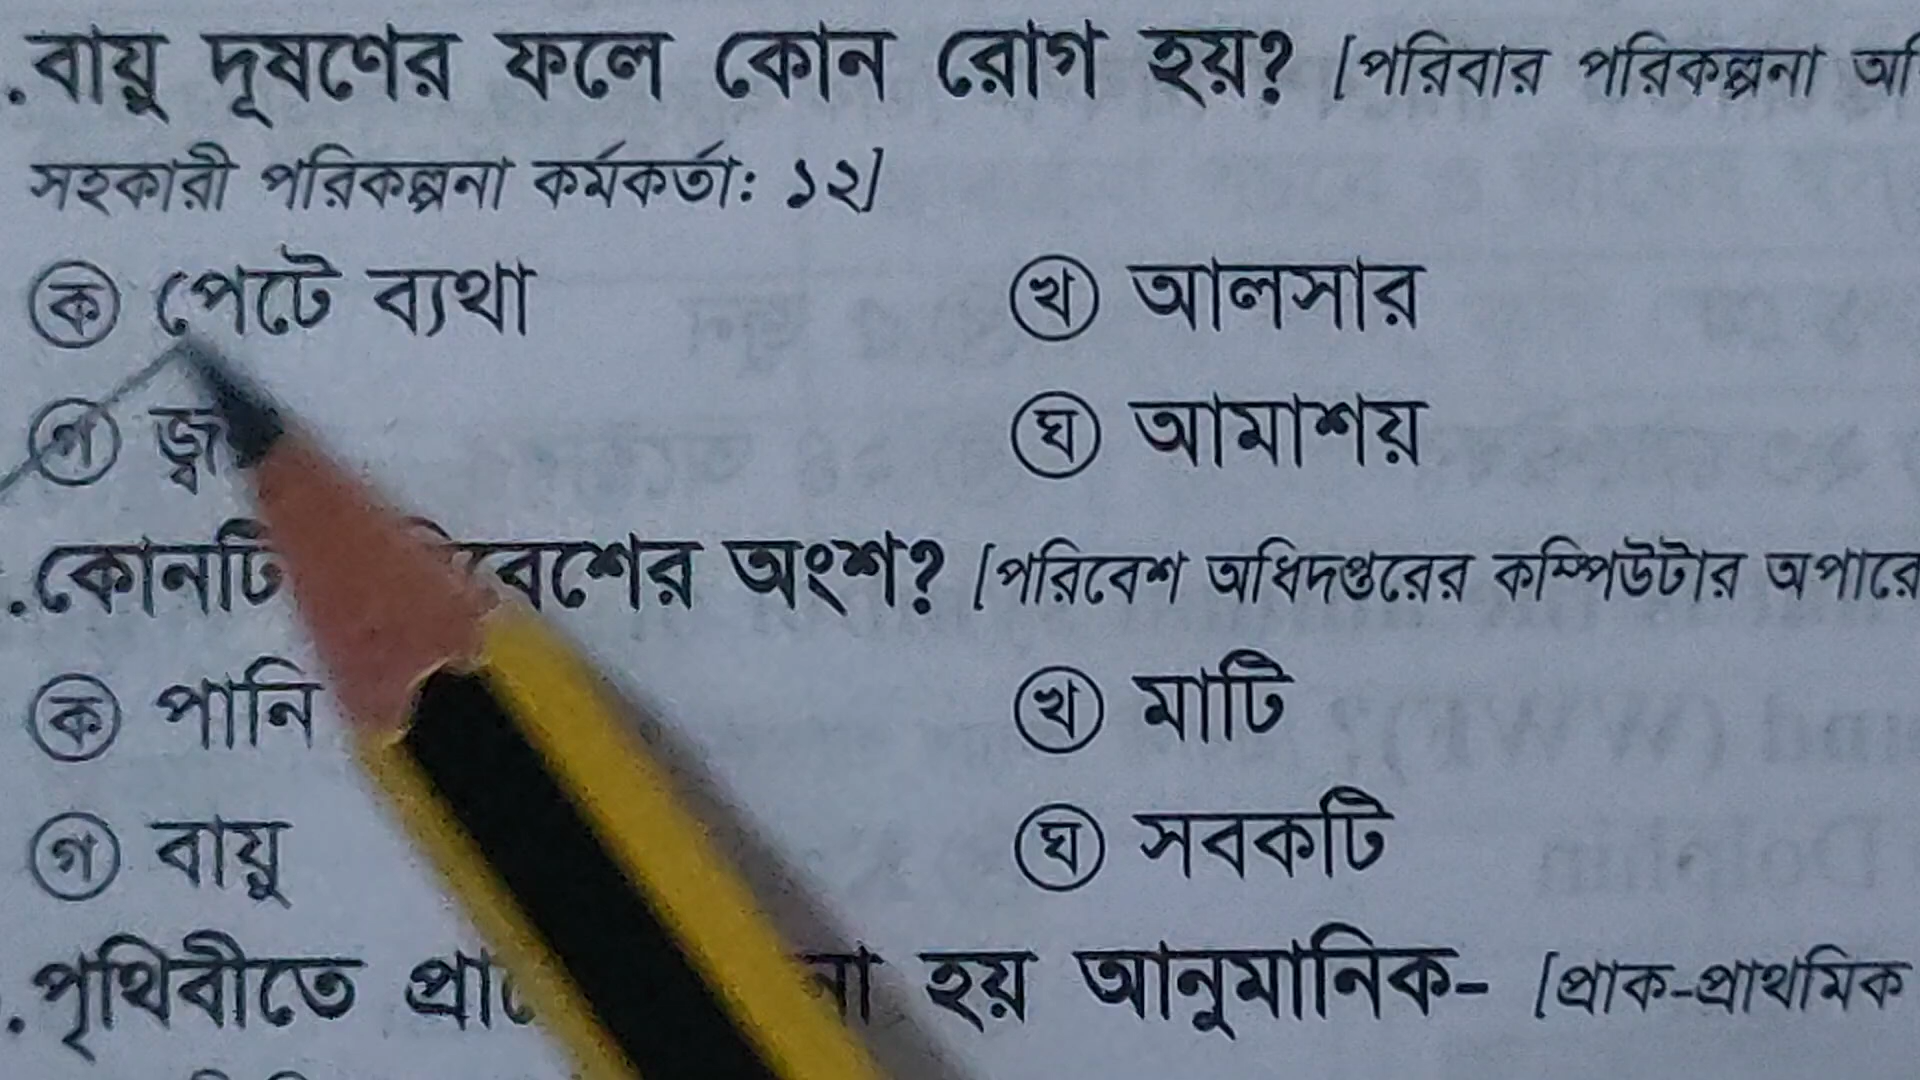 .বায়ু দূষণের ফলে কোন রোগ হয়? [পরিবার পরিকল্পনা
সহকারী পরিকল্পনা কর্মকর্তা: ১২]
ক পেটে ব্যথা
খ আলসার
গ
ঘ আমাশয়
.কোনটি অংশ? [পরিবেশ অধিদপ্তরের কম্পিউটার
ক পানি
খ মাটি
গ বায়ু
ঘ সবকটি
.পৃথিবীতে হয় আনুমানিক– [প্রাক-প্রাথমিক